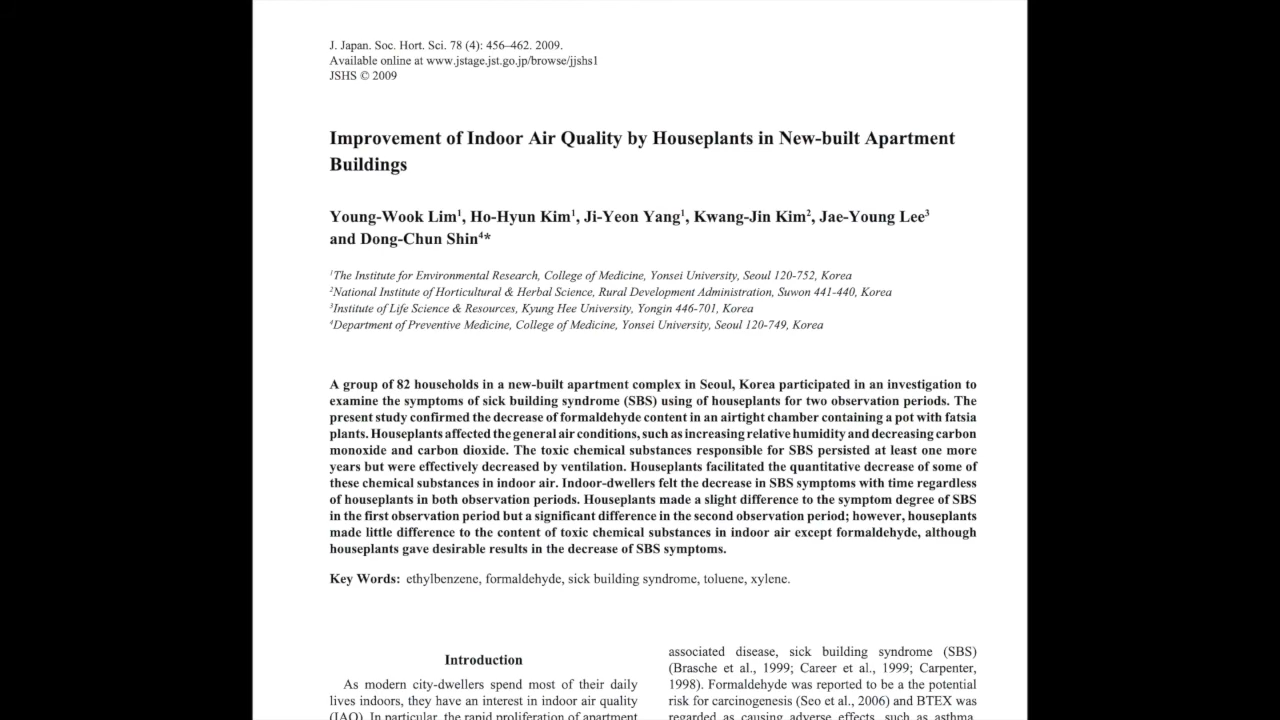 J. Japan. Soc. Hort. Sci. 78 (4): 456–462. 2009.
Available online at www.jstage.jst.go.jp/browse/jjshs1
JSHS © 2009
Improvement of Indoor Air Quality by Houseplants in New-built Apartment
Buildings
Young-Wook Lim1, Ho-Hyun Kim1, Ji-Yeon Yang1, Kwang-Jin Kim2, Jae-Young Lee3
and Dong-Chun Shin4*
1The Institute for Environmental Research, College of Medicine, Yonsei University, Seoul 120-752, Korea
2National Institute of Horticultural & Herbal Science, Rural Development Administration, Suwon 441-440, Korea
3Institute of Life Science & Resources, Kyung Hee University, Yongin 446-701, Korea
4Department of Preventive Medicine, College of Medicine, Yonsei University, Seoul 120-749, Korea
A group of 82 households in a new-built apartment complex in Seoul, Korea participated in an investigation to
examine the symptoms of sick building syndrome (SBS) using of houseplants for two observation periods. The
present study confirmed the decrease of formaldehyde content in an airtight chamber containing a pot with fatsia
plants. Houseplants affected the general air conditions, such as increasing relative humidity and decreasing carbon
monoxide and carbon dioxide. The toxic chemical substances responsible for SBS persisted at least one more
years but were effectively decreased by ventilation. Houseplants facilitated the quantitative decrease of some of
these chemical substances in indoor air. Indoor-dwellers felt the decrease in SBS symptoms with time regardless
of houseplants in both observation periods. Houseplants made a slight difference to the symptom degree of SBS
in the first observation period but a significant difference in the second observation period; however, houseplants
made little difference to the content of toxic chemical substances in indoor air except formaldehyde, although
houseplants gave desirable results in the decrease of SBS symptoms.
Key Words: ethylbenzene, formaldehyde, sick building syndrome, toluene, xylene.
Introduction
As modern city-dwellers spend most of their daily
lives indoors, they have an interest in indoor air quality
(IAQ). In particular, the rapid proliferation of apartment
associated disease, sick building syndrome (SBS)
(Brasche et al., 1999; Career et al., 1999; Carpenter,
1998). Formaldehyde was reported to be a the potential
risk for carcinogenesis (Seo et al., 2006) and BTEX was
regarded as causing adverse effects, such as asthma,